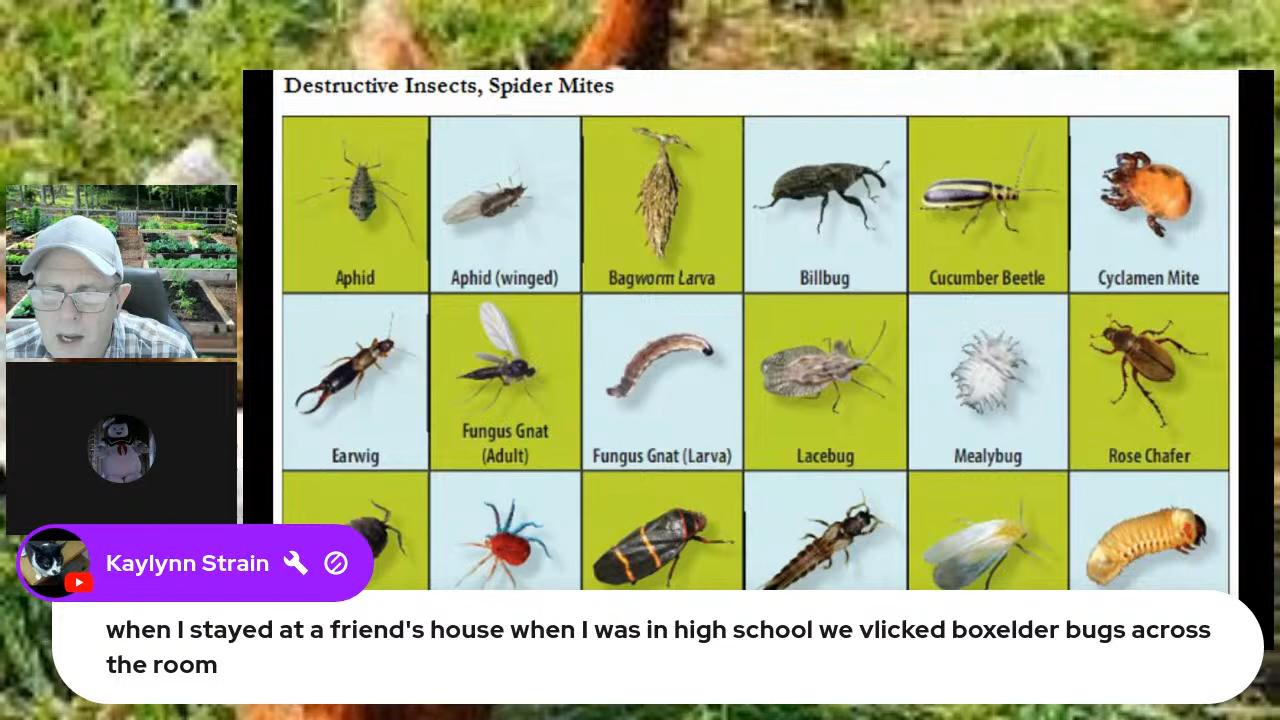 Destructive Insects, Spider Mites
Aphid
Aphid (winged)
Bagworm Larva
Billbug
Cucumber Beetle
Cyclamen Mite
Earwig
Fungus Gnat
(Adult)
Fungus Gnat (Larva)
Lacebug
Mealybug
Rose Chafer
Kaylynn Strain
when I stayed at a friend's house when I was in high school we vlicked boxelder bugs across
the room